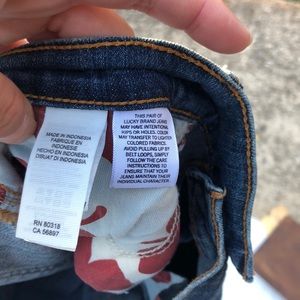 MADE IN INDONESIA
FABRIQUÉ EN
INDONÉSIE
HECHO EN INDONESIA
DIBUAT DI INDONESIA
RN 80318
CA 56897
THIS PAIR OF
LUCKY BRAND JEANS
MAY HAVE INTENTIONAL
RIPS OR HOLES. COLOR
MAY TRANSFER TO LIGHTER
COLORED FABRICS.
AVOID PULLING UP BY
BELT LOOPS, SIMPLY
FOLLOW THE CARE
INSTRUCTIONS TO
ENSURE THAT YOUR
JEANS MAINTAIN THEIR
INDIVIDUAL CHARACTER.